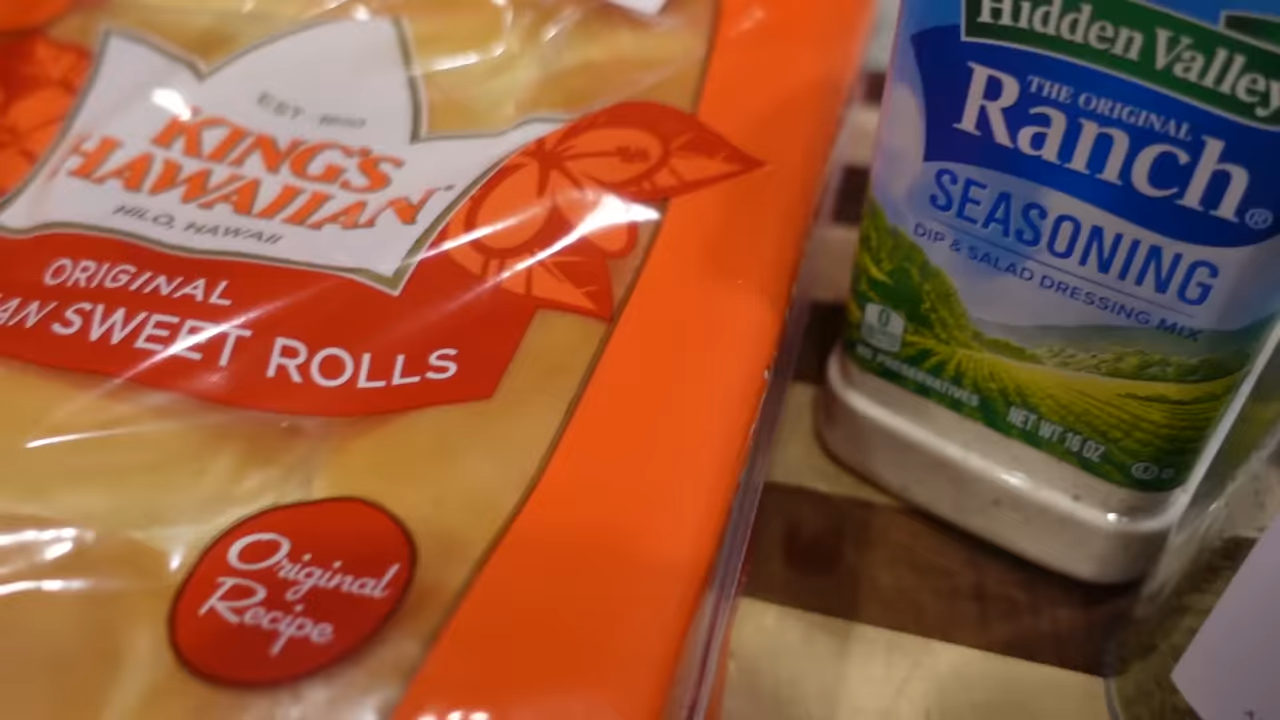 EST. 1950
KING'S
HAWAIIAN
HILO, HAWAII
ORIGINAL
AN SWEET ROLLS
Original
Recipe
Hidden Valley
THE ORIGINAL
Ranch®
SEASONING
DIP & SALAD DRESSING MIX
0
NO PRESERVATIVES
NET WT 16 OZ